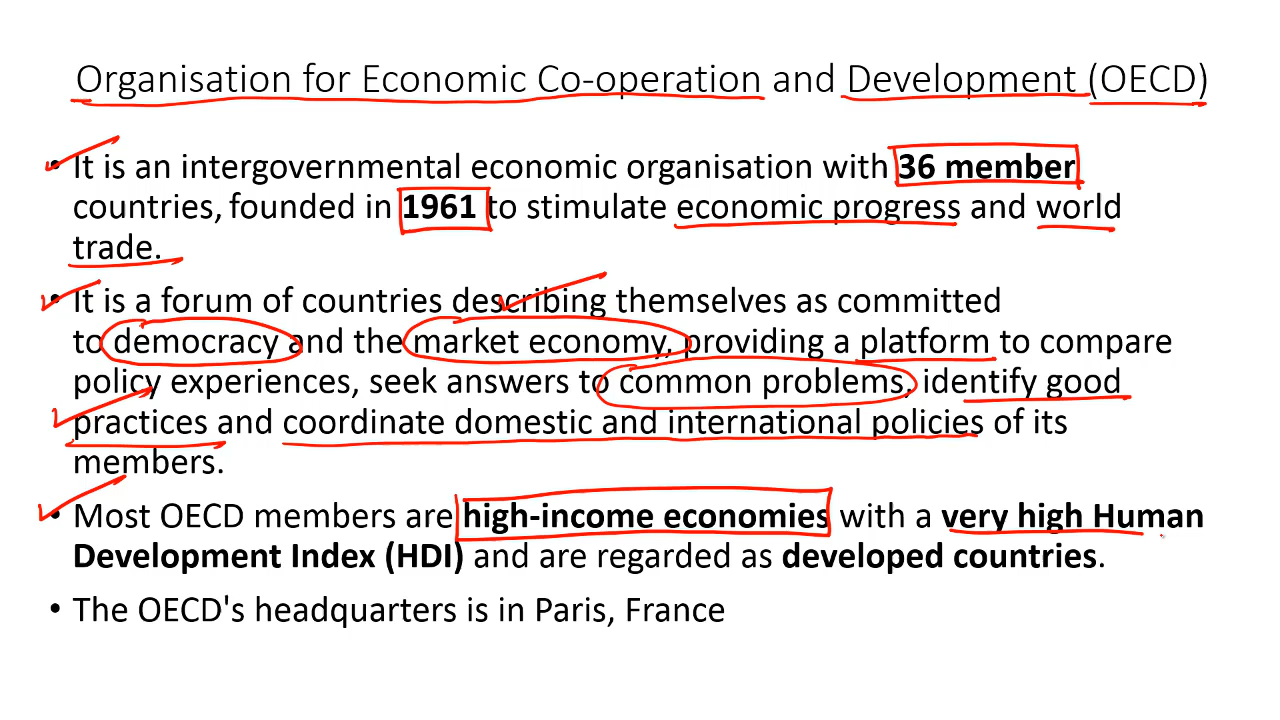 Organisation for Economic Co-operation and Development (OECD)
• It is an intergovernmental economic organisation with 36 member
countries, founded in 1961 to stimulate economic progress and world
trade.
• It is a forum of countries describing themselves as committed
to democracy and the market economy, providing a platform to compare
policy experiences, seek answers to common problems, identify good
practices and coordinate domestic and international policies of its
members.
• Most OECD members are high-income economies with a very high Human
Development Index (HDI) and are regarded as developed countries.
• The OECD's headquarters is in Paris, France